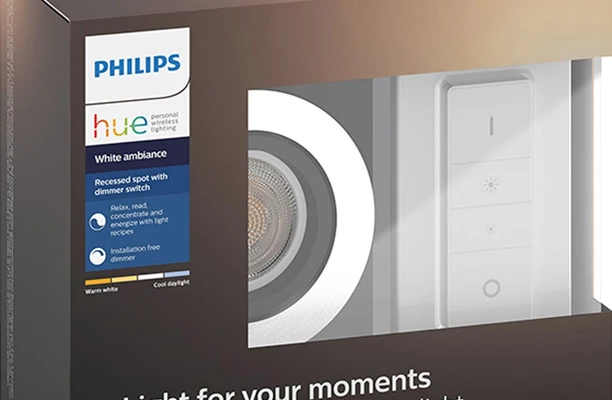 PHILIPS
hue personal
wireless
lighting
White ambiance
Recessed spot with
dimmer switch
Relax, read,
concentrate and
energize with light
recipes
Installation free
dimmer
Warm white Cool daylight
Light for your moments